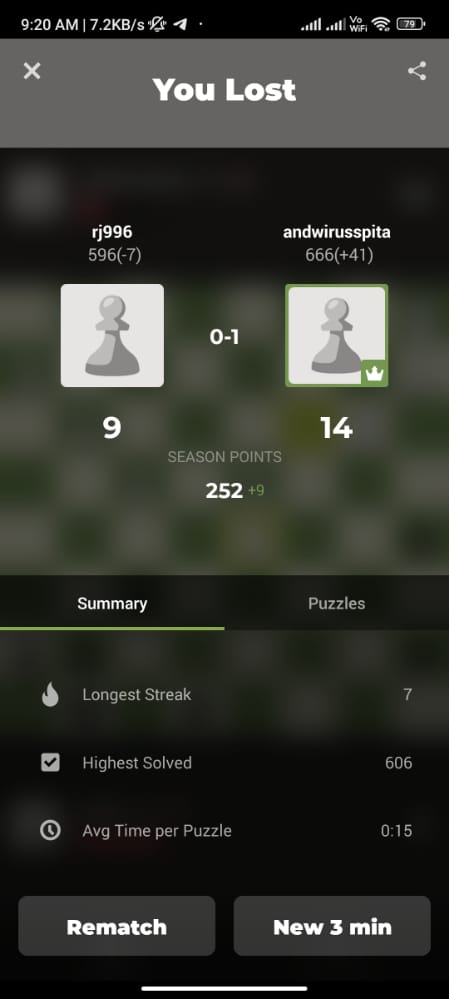 9:20 AM | 7.2KB/s
Vo
WiFi
79
You Lost
rj996
andwirusspita
596(-7)
666(+41)
0-1
9
14
SEASON POINTS
252 +9
Summary
Puzzles
Longest Streak
7
Highest Solved
606
Avg Time per Puzzle
0:15
Rematch
New 3 min